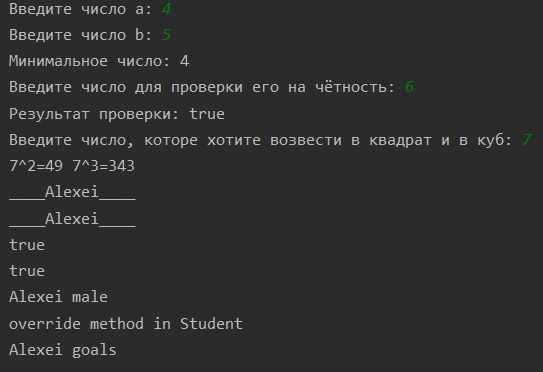 Введите число a: 4
Введите число b: 5
Минимальное число: 4
Введите число для проверки его на чётность: 6
Результат проверки: true
Введите число, которе хотите возвести в квадрат и в куб: 7
7^2=49 7^3=343
____Alexei____
____Alexei____
true
true
Alexei male
override method in Student
Alexei goals